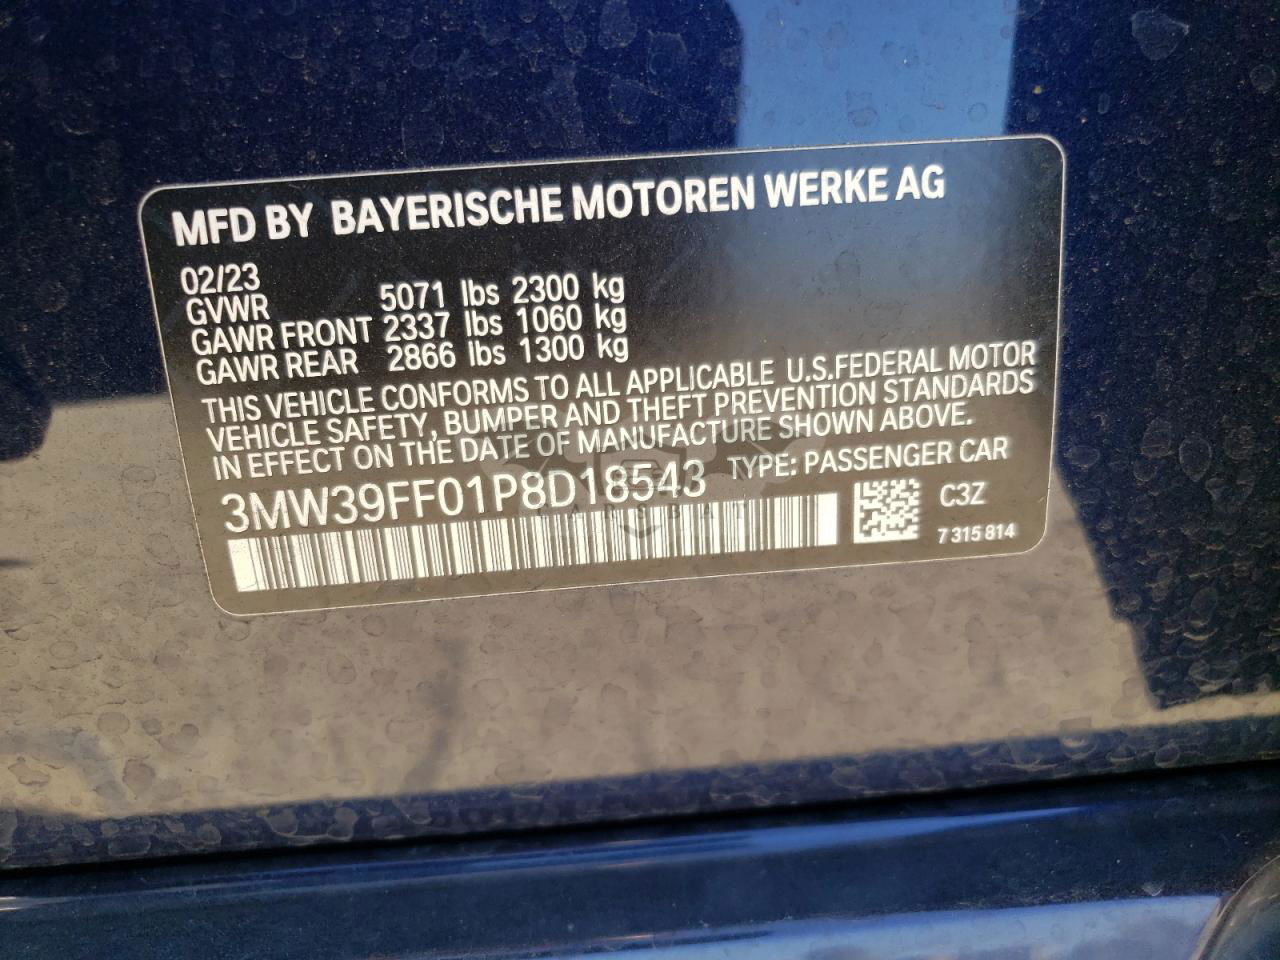 MFD BY BAYERISCHE MOTOREN WERKE AG
02/23
GVWR 5071 lbs 2300 kg
GAWR FRONT 2337 lbs 1060 kg
GAWR REAR 2866 lbs 1300 kg
THIS VEHICLE CONFORMS TO ALL APPLICABLE U.S.FEDERAL MOTOR
VEHICLE SAFETY, BUMPER AND THEFT PREVENTION STANDARDS
IN EFFECT ON THE DATE OF MANUFACTURE SHOWN ABOVE.
3MW39FF01P8D18543 TYPE: PASSENGER CAR
C3Z
7 315 814